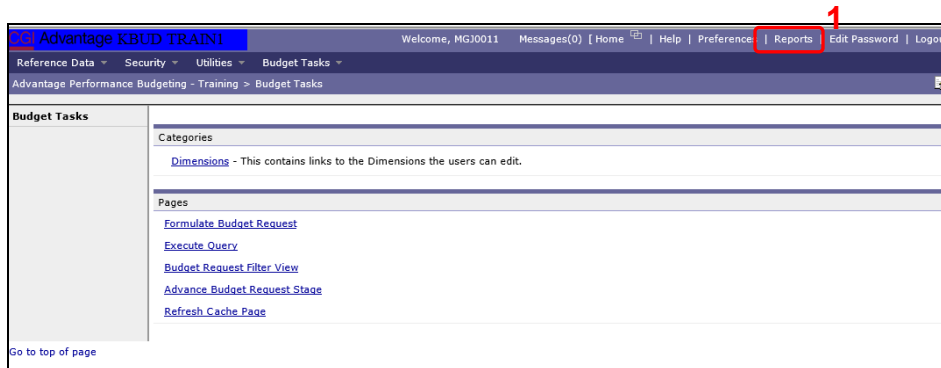 1
CGI Advantage KBUD TRAIN1 Welcome, MGJ0011 Messages(0) [ Home | Help | Preference | Reports | Edit Password | Logou
Reference Data Security Utilities Budget Tasks
Advantage Performance Budgeting - Training > Budget Tasks
Budget Tasks
Categories
Dimensions - This contains links to the Dimensions the users can edit.
Pages
Formulate Budget Request
Execute Query
Budget Request Filter View
Advance Budget Request Stage
Refresh Cache Page
Go to top of page